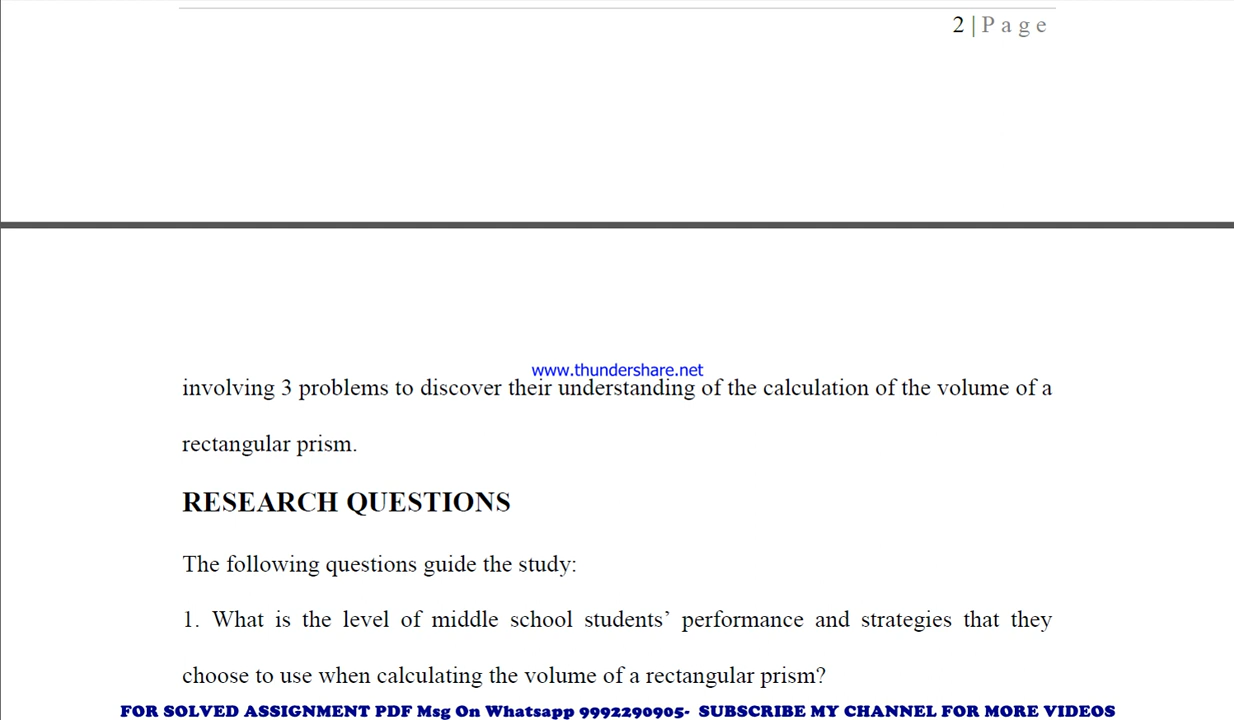 2 | P a g e
www.thundershare.net
involving 3 problems to discover their understanding of the calculation of the volume of a
rectangular prism.
RESEARCH QUESTIONS
The following questions guide the study:
1. What is the level of middle school students’ performance and strategies that they
choose to use when calculating the volume of a rectangular prism?
FOR SOLVED ASSIGNMENT PDF Msg On Whatsapp 9992290905- SUBSCRIBE MY CHANNEL FOR MORE VIDEOS